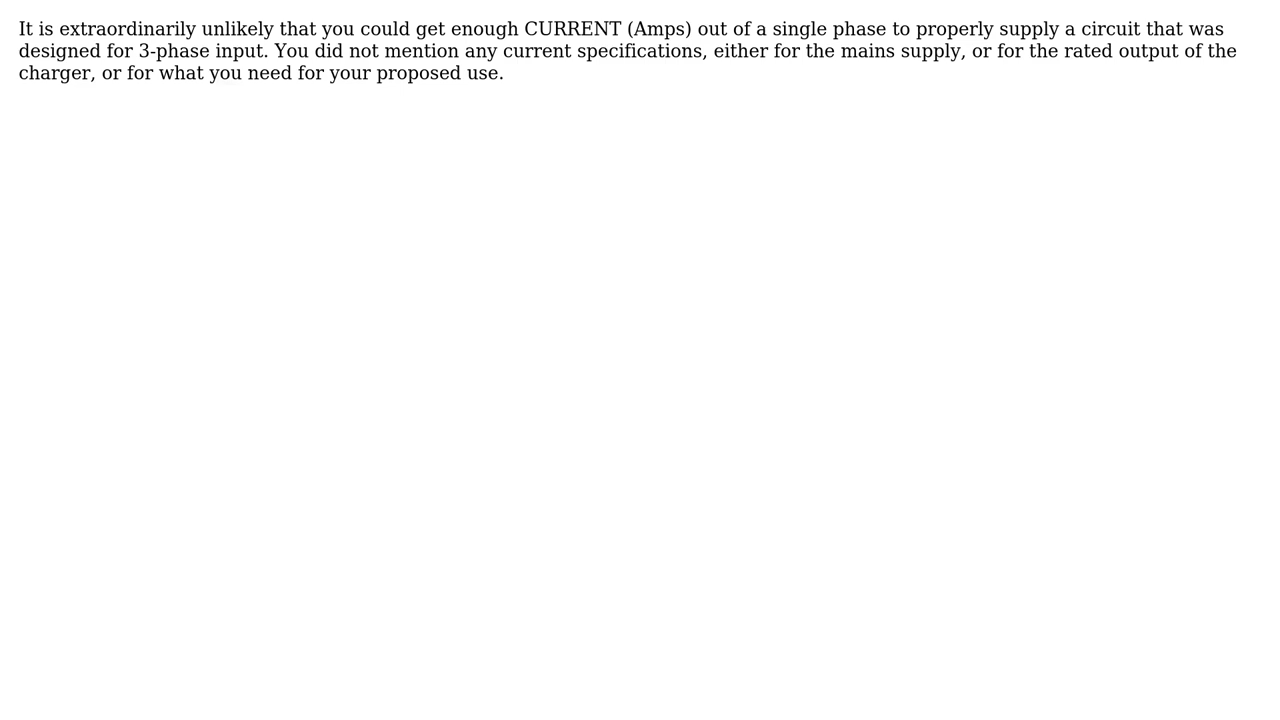 It is extraordinarily unlikely that you could get enough CURRENT (Amps) out of a single phase to properly supply a circuit that was
designed for 3-phase input. You did not mention any current specifications, either for the mains supply, or for the rated output of the
charger, or for what you need for your proposed use.